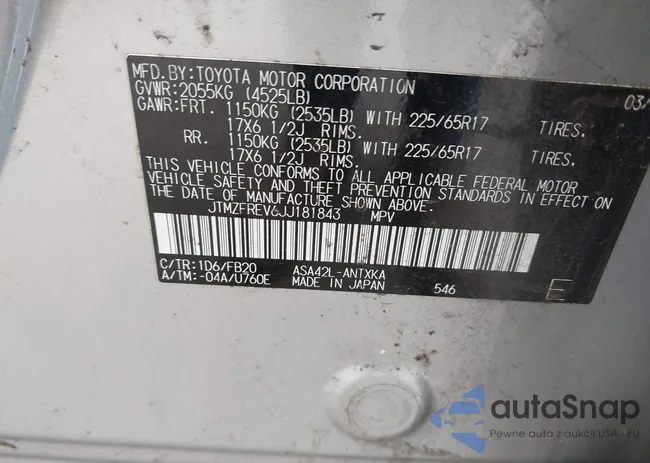 MFD.BY:TOYOTA MOTOR CORPORATION 03/
GVWR:2055KG (4525LB)
GAWR:FRT. 1150KG (2535LB) WITH 225/65R17 TIRES.
17X6 1/2J RIMS.
RR. 1150KG (2535LB) WITH 225/65R17 TIRES.
17X6 1/2J RIMS.
THIS VEHICLE CONFORMS TO ALL APPLICABLE FEDERAL MOTOR
VEHICLE SAFETY AND THEFT PREVENTION STANDARDS IN EFFECT
ON THE DATE OF MANUFACTURE SHOWN ABOVE.
JTMZFREV6JJ181843 MPV
C/TR:1D6/FB20 ASA42L-ANTXKA
A/TM:-04A/U760E MADE IN JAPAN 546 E
autaSnap
Pewne auta z aukcji USA - EU